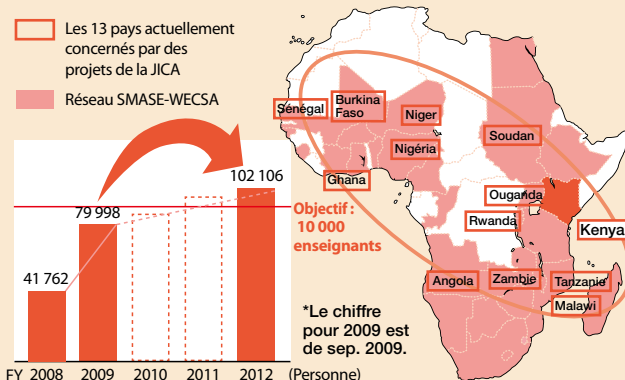 Les 13 pays actuellement
concernés par des
projets de la JICA
Réseau SMASE-WECSA
102 106
79 998
41 762
Objectif :
10 000
enseignants
*Le chiffre
pour 2009 est
de sep. 2009.
FY 2008 2009 2010 2011 2012 (Personne)
Sénégal
Burkina
Faso
Niger
Nigéria
Soudan
Ghana
Ouganda
Rwanda
Kenya
Angola
Zambie
Tanzanie
Malawi